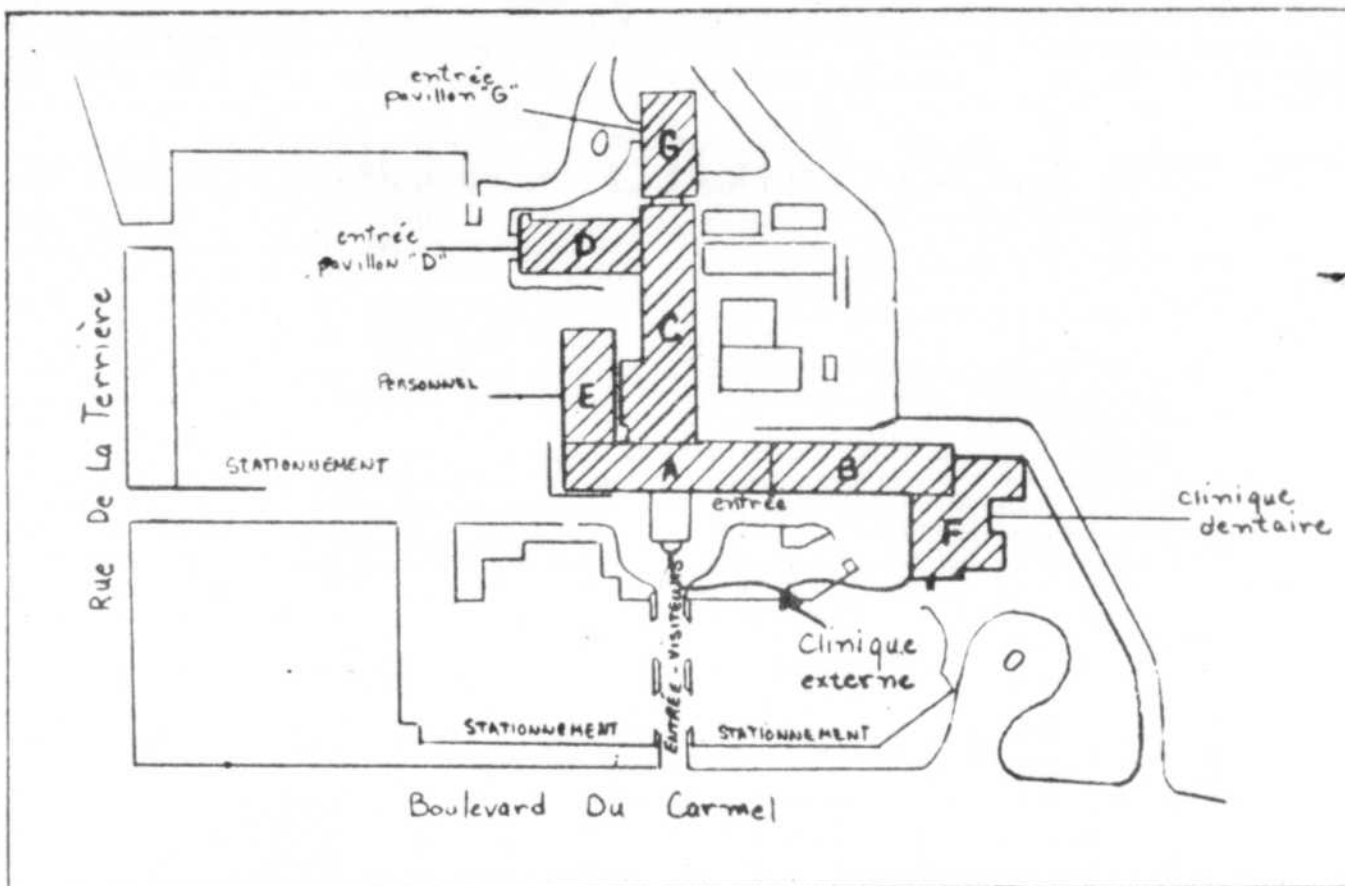 entrée
pavillon "G"
G
entrée
pavillon "D"
D
C
Rue De La Terrière
PERSONNEL
E
STATIONNEMENT
A
B
entrée
F
clinique
dentaire
ENTRÉE - VISITEURS
Clinique
externe
STATIONNEMENT
STATIONNEMENT
Boulevard Du Carmel